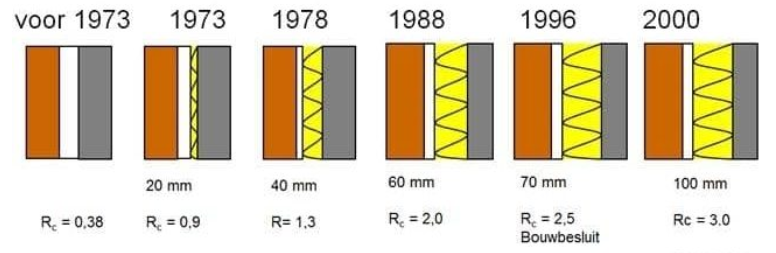 voor 1973 1973 1978 1988 1996 2000
20 mm 40 mm 60 mm 70 mm 100 mm
Rc = 0,38 Rc = 0,9 R= 1,3 Rc = 2,0 Rc = 2,5 Rc = 3.0
Bouwbesluit